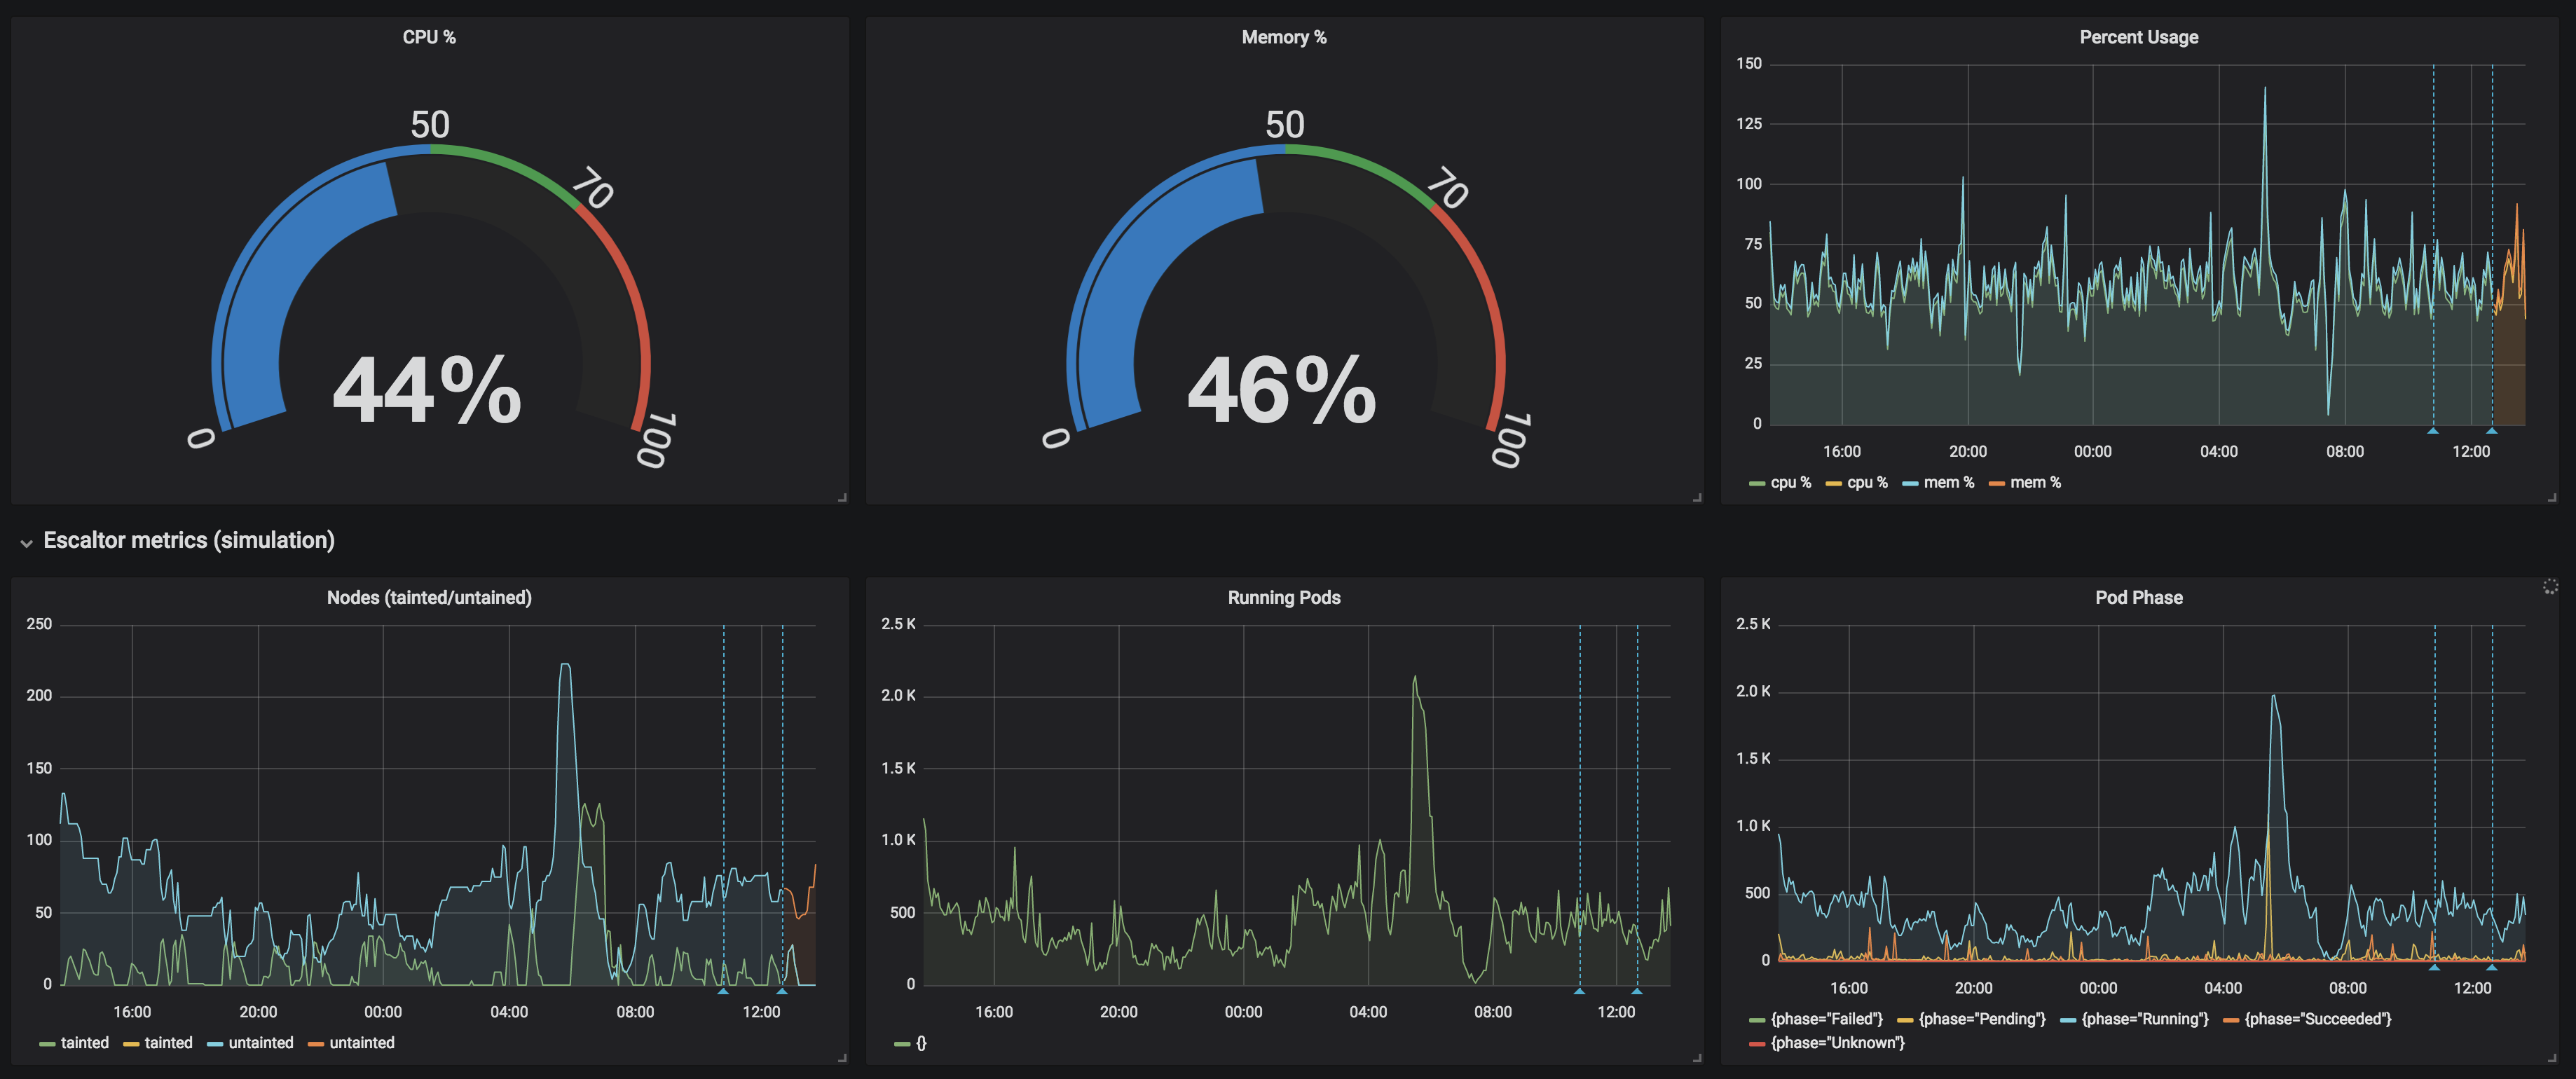 CPU %
50
70
44%
0
100
Memory %
50
70
46%
0
100
Percent Usage
150
125
100
75
50
25
0
16:00 20:00 00:00 04:00 08:00 12:00
cpu % cpu % mem % mem %
Escaltor metrics (simulation)
Nodes (tainted/untained)
250
200
150
100
50
0
16:00 20:00 00:00 04:00 08:00 12:00
tainted tainted untainted untainted
Running Pods
2.5 K
2.0 K
1.5 K
1.0 K
500
0
16:00 20:00 00:00 04:00 08:00 12:00
{}
Pod Phase
2.5 K
2.0 K
1.5 K
1.0 K
500
0
16:00 20:00 00:00 04:00 08:00 12:00
{phase="Failed"} {phase="Pending"} {phase="Running"} {phase="Succeeded"}
{phase="Unknown"}